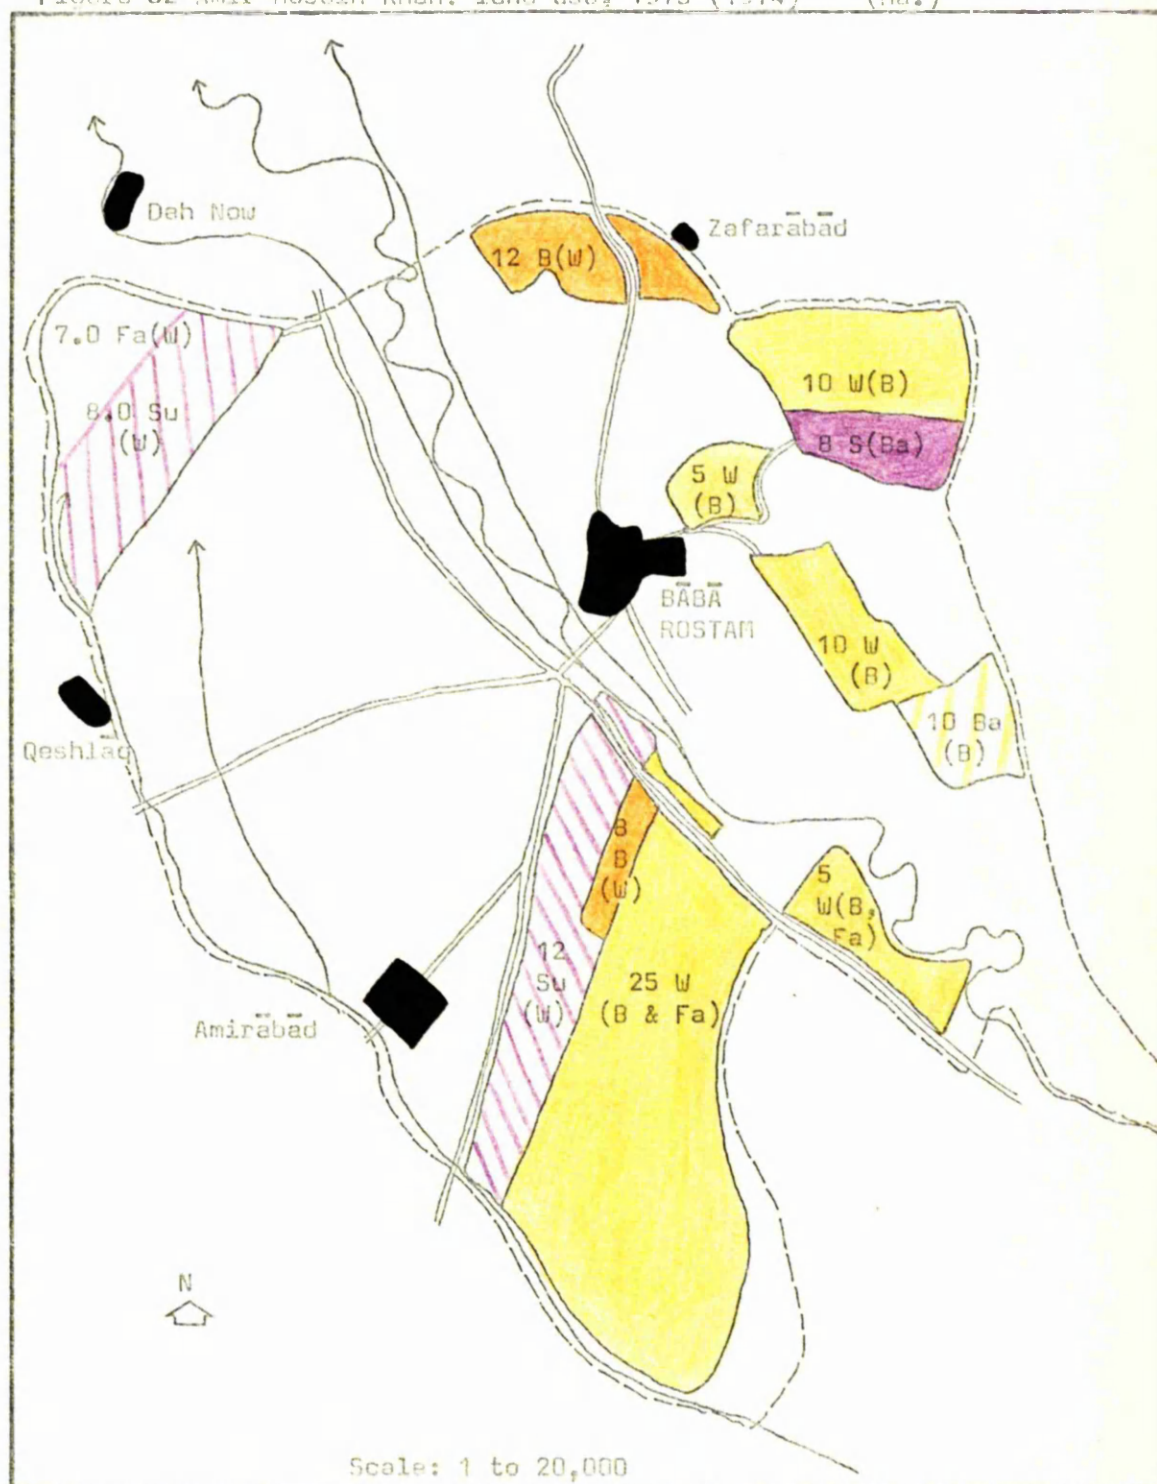 Dah Now
Zafarābād
12 B(W)
7.0 Fa(W)
8.0 Su
(W)
10 W(B)
8 S(Ba)
5 W
(B)
BĀBĀ
ROSTAM
10 W
(B)
10 Ba
(B)
Qeshlāq
8
B
(W)
5
W(B,
Fa)
12
Su
(W)
25 W
(B & Fa)
Amirābād
N
Scale: 1 to 20,000